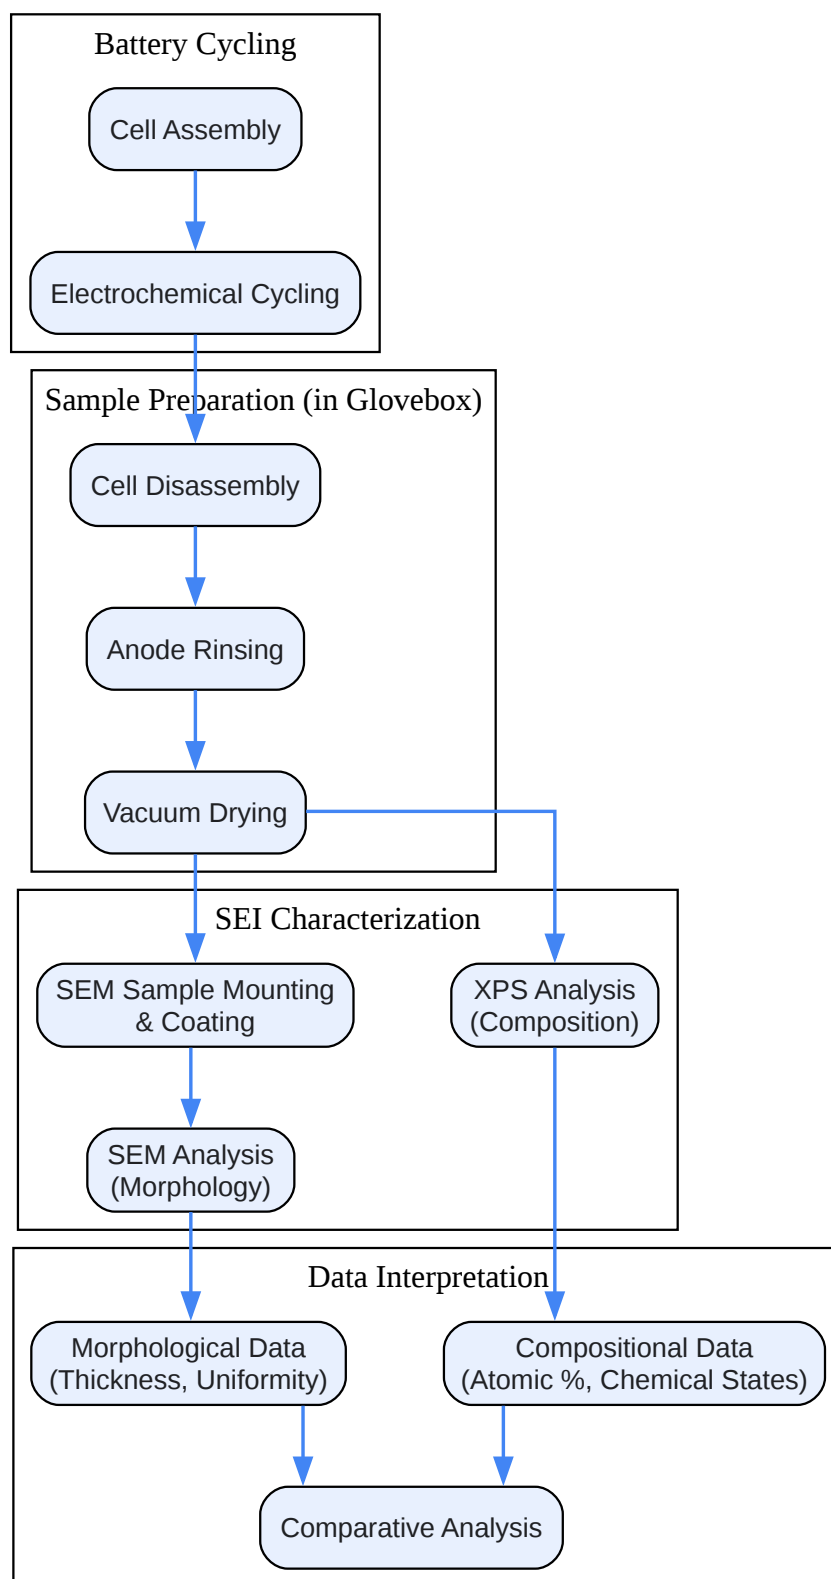 Battery Cycling
Cell Assembly
Electrochemical Cycling
Sample Preparation (in Glovebox)
Cell Disassembly
Anode Rinsing
Vacuum Drying
SEI Characterization
SEM Sample Mounting
& Coating
XPS Analysis
(Composition)
SEM Analysis
(Morphology)
Data Interpretation
Morphological Data
(Thickness, Uniformity)
Compositional Data
(Atomic %, Chemical States)
Comparative Analysis